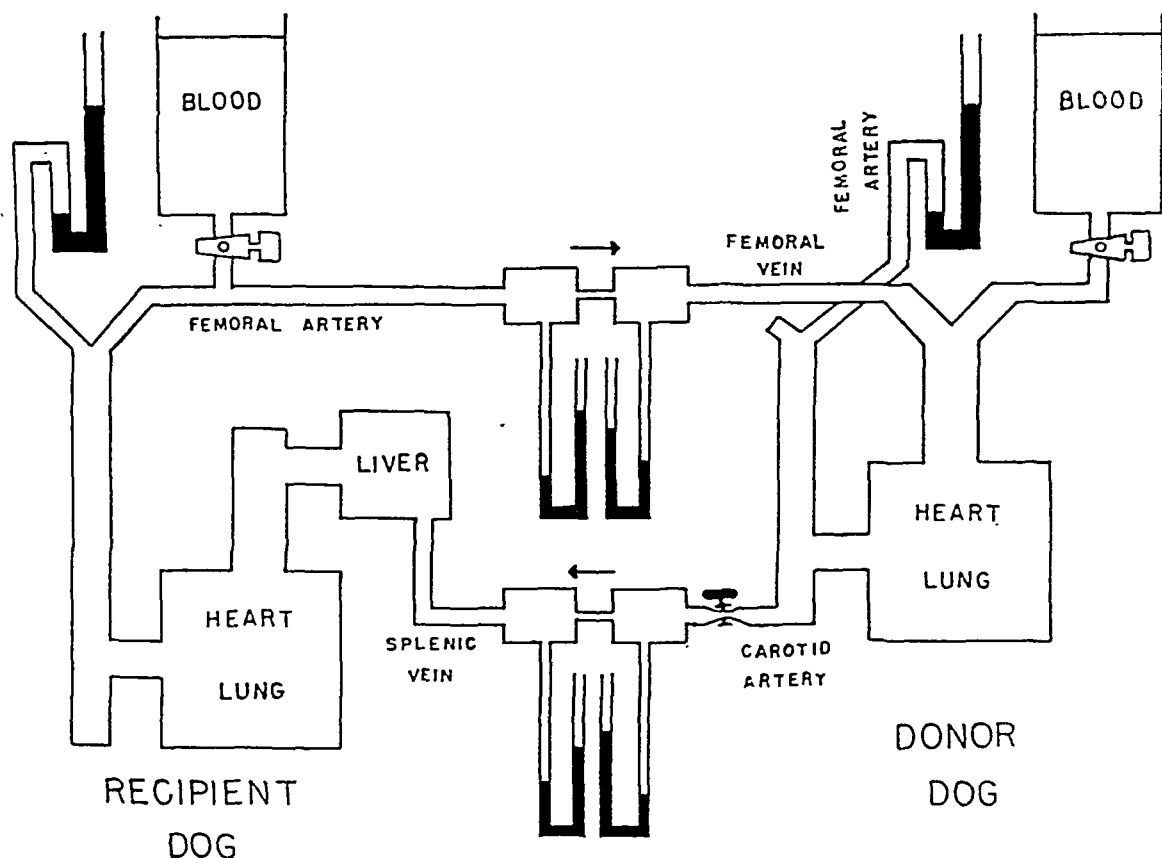 BLOOD
BLOOD
FEMORAL
ARTERY
FEMORAL
VEIN
FEMORAL ARTERY
LIVER
HEART
LUNG
HEART
LUNG
SPLENIC
VEIN
CAROTID
ARTERY
RECIPIENT
DOG
DONOR
DOG